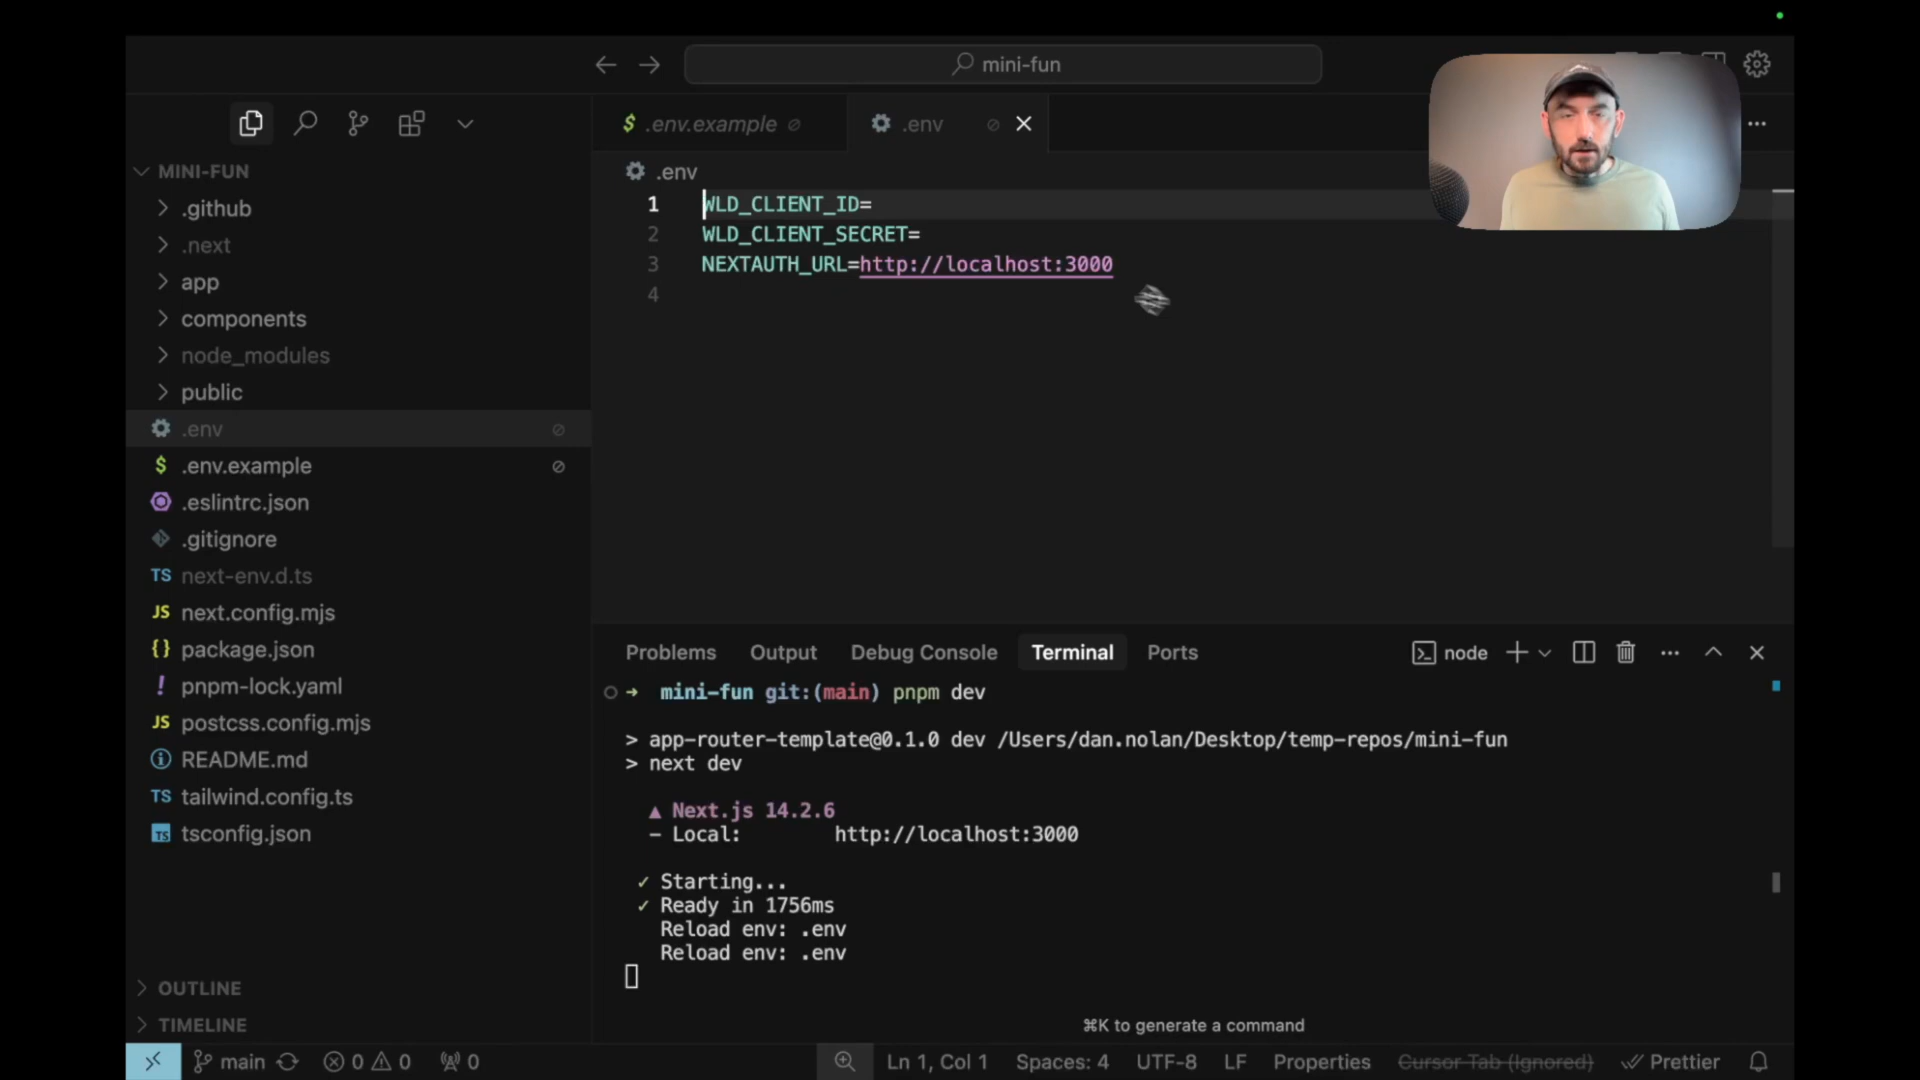 mini-fun
$ .env.example
.env
MINI-FUN
.github
.next
app
components
node_modules
public
.env
$ .env.example
.eslintrc.json
.gitignore
TS next-env.d.ts
JS next.config.mjs
{} package.json
! pnpm-lock.yaml
JS postcss.config.mjs
README.md
TS tailwind.config.ts
TS tsconfig.json
OUTLINE
TIMELINE
.env
1 WLD_CLIENT_ID=
2 WLD_CLIENT_SECRET=
3 NEXTAUTH_URL=http://localhost:3000
4
Problems Output Debug Console Terminal Ports node
→ mini-fun git:(main) pnpm dev
> app-router-template@0.1.0 dev /Users/dan.nolan/Desktop/temp-repos/mini-fun
> next dev
▲ Next.js 14.2.6
- Local: http://localhost:3000
✓ Starting...
✓ Ready in 1756ms
Reload env: .env
Reload env: .env
⌘K to generate a command
main 0 0 0 Ln 1, Col 1 Spaces: 4 UTF-8 LF Properties Cursor Tab (Ignored) Prettier